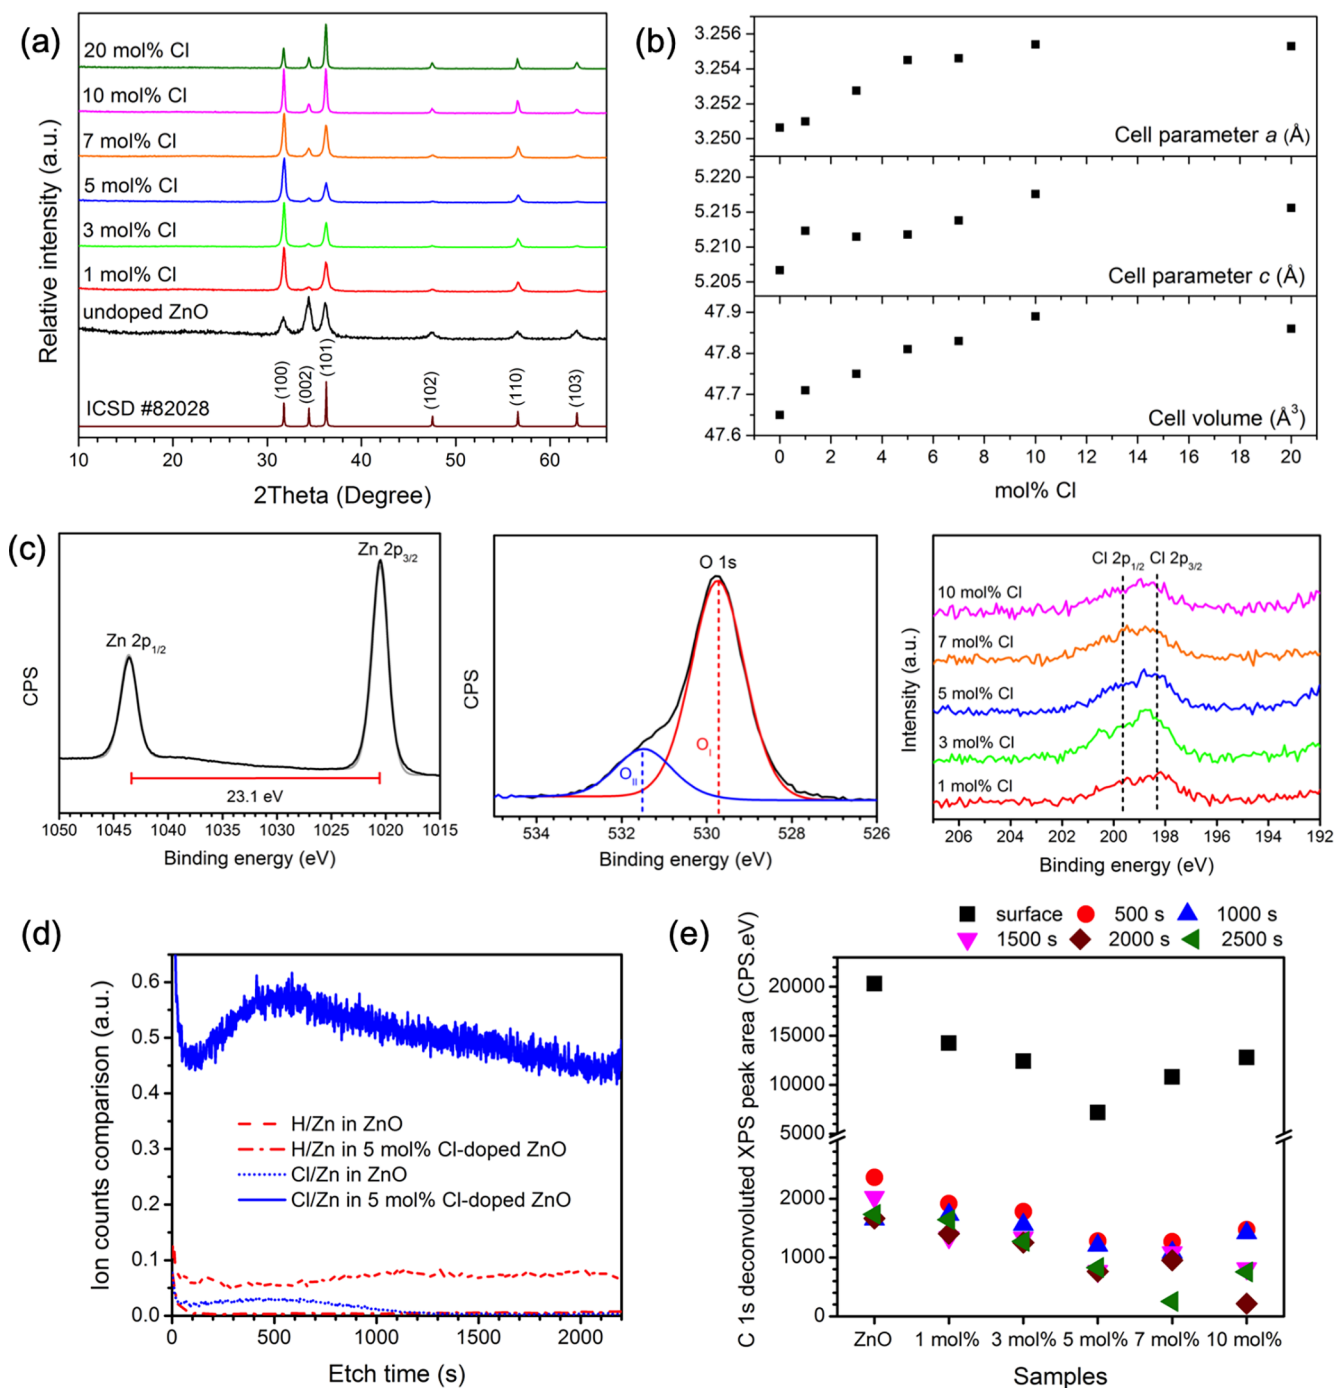 (a)
20 mol% Cl
10 mol% Cl
7 mol% Cl
5 mol% Cl
3 mol% Cl
1 mol% Cl
undoped ZnO
ICSD #82028
(100)
(002)
(101)
(102)
(110)
(103)
Relative intensity (a.u.)
10 20 30 40 50 60
2Theta (Degree)
(b)
3.256
3.254
3.252
3.250
Cell parameter a (Å)
5.220
5.215
5.210
5.205
Cell parameter c (Å)
47.9
47.8
47.7
47.6
Cell volume (Å³)
0 2 4 6 8 10 12 14 16 18 20
mol% Cl
(c)
CPS
Zn 2p₁/₂
Zn 2p₃/₂
23.1 eV
1050 1045 1040 1035 1030 1025 1020 1015
Binding energy (eV)
CPS
O 1s
O_I
O_II
534 532 530 528 526
Binding energy (eV)
Intensity (a.u.)
Cl 2p₁/₂ Cl 2p₃/₂
10 mol% Cl
7 mol% Cl
5 mol% Cl
3 mol% Cl
1 mol% Cl
206 204 202 200 198 196 194 192
Binding energy (eV)
(d)
Ion counts comparison (a.u.)
0.6
0.5
0.4
0.3
0.2
0.1
0.0
H/Zn in ZnO
H/Zn in 5 mol% Cl-doped ZnO
Cl/Zn in ZnO
Cl/Zn in 5 mol% Cl-doped ZnO
0 500 1000 1500 2000
Etch time (s)
(e)
surface 500 s 1000 s
1500 s 2000 s 2500 s
C 1s deconvoluted XPS peak area (CPS.eV)
20000
15000
10000
5000
2000
1000
0
ZnO 1 mol% 3 mol% 5 mol% 7 mol% 10 mol%
Samples